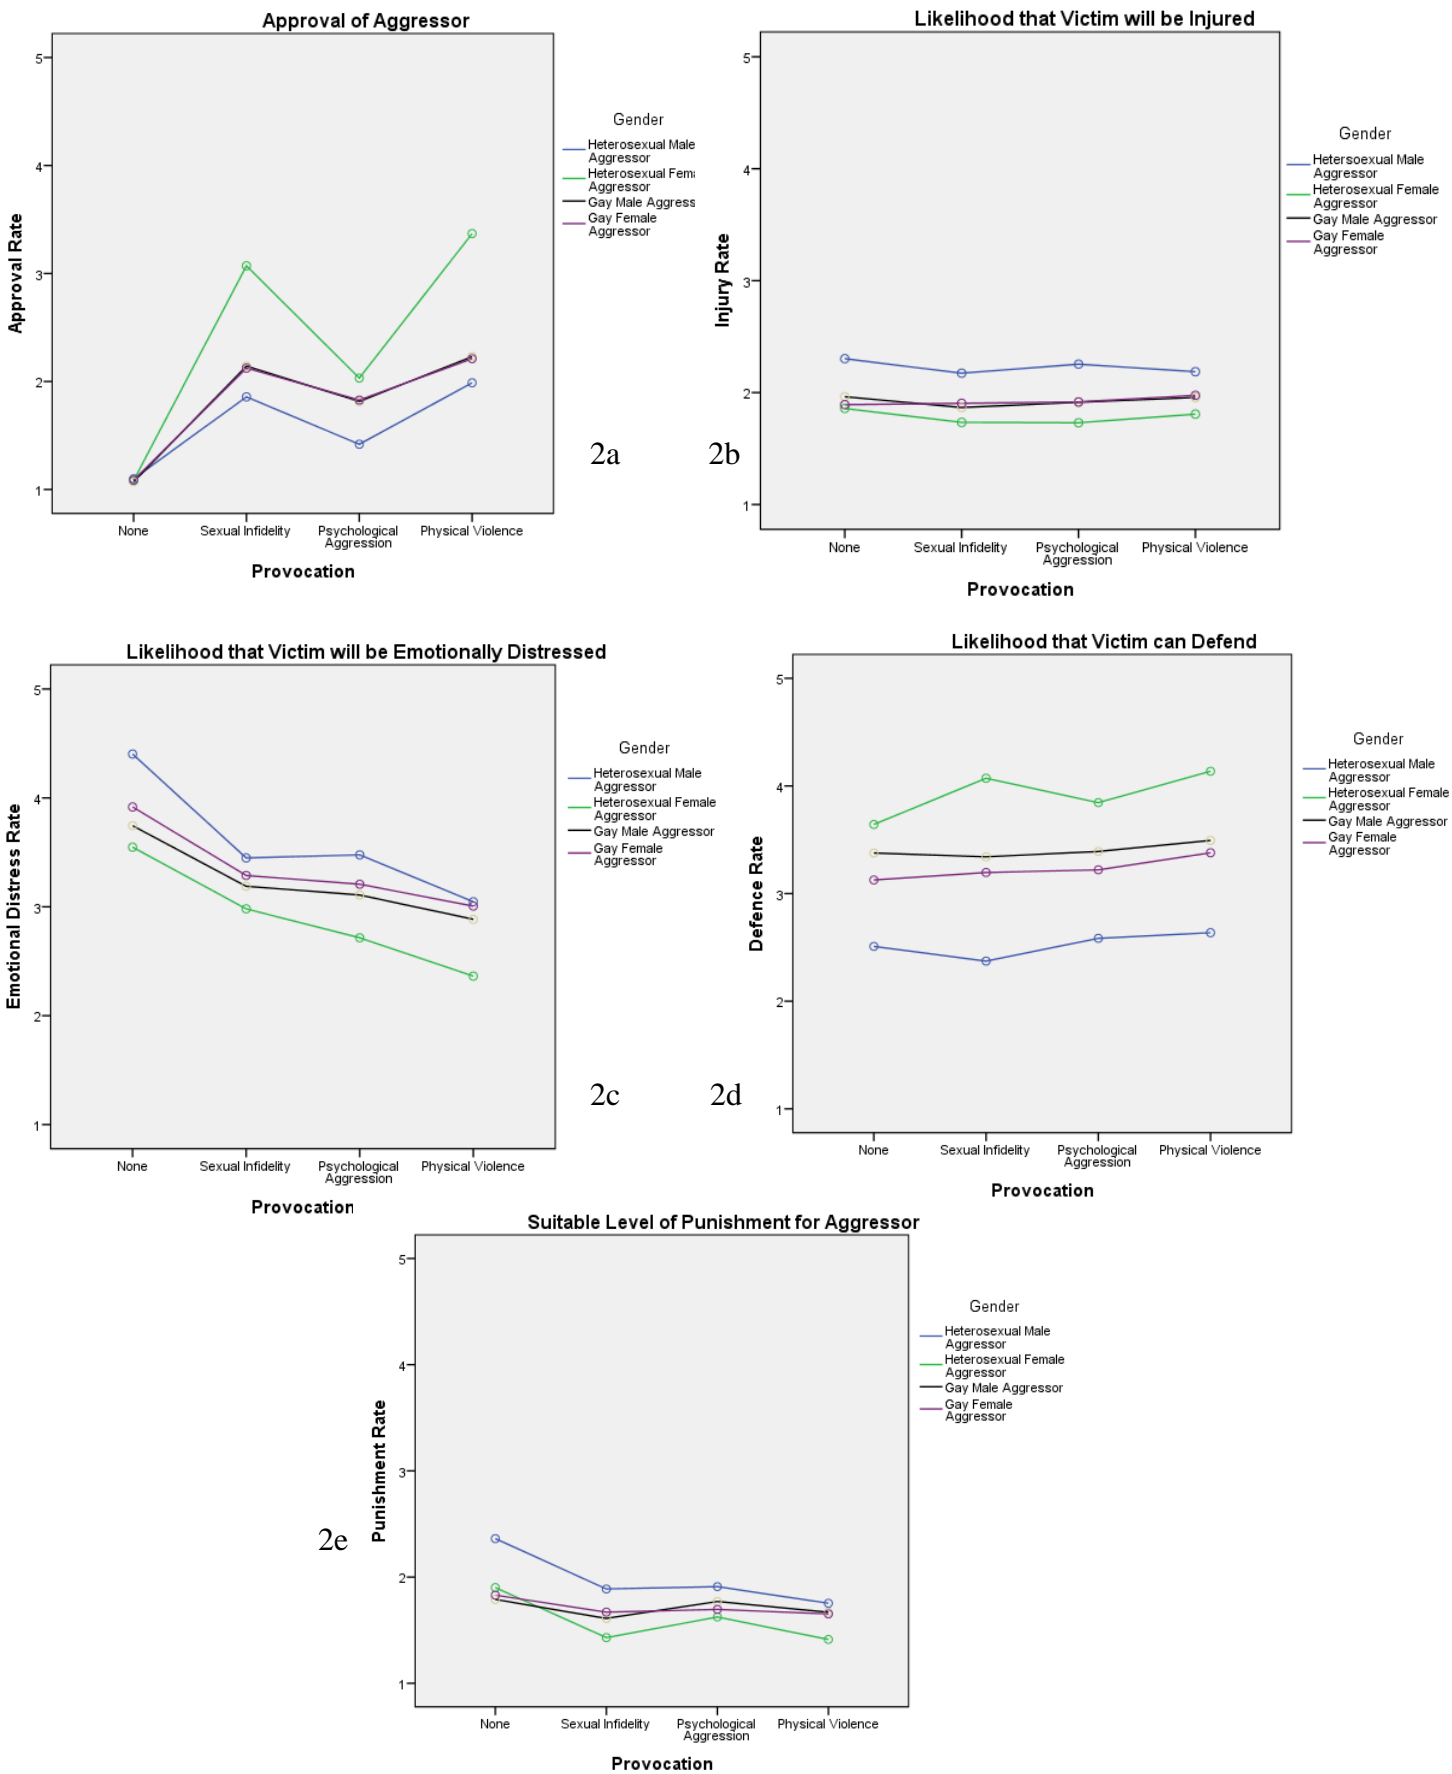 Approval of Aggressor
5
4
3
2
1
Approval Rate
None
Sexual Infidelity
Psychological
Aggression
Physical Violence
Provocation
Gender
Heterosexual Male
Aggressor
Heterosexual Fem
Aggressor
Gay Male Aggress
Gay Female
Aggressor
2a
Likelihood that Victim will be Injured
5
4
3
2
1
Injury Rate
None
Sexual Infidelity
Psychological
Aggression
Physical Violence
Provocation
Gender
Hetersoexual Male
Aggressor
Heterosexual Female
Aggressor
Gay Male Aggressor
Gay Female
Aggressor
2b
Likelihood that Victim will be Emotionally Distressed
5
4
3
2
1
Emotional Distress Rate
None
Sexual Infidelity
Psychological
Aggression
Physical Violence
Provocation
Gender
Heterosexual Male
Aggressor
Heterosexual Female
Aggressor
Gay Male Aggressor
Gay Female
Aggressor
2c
Likelihood that Victim can Defend
5
4
3
2
1
Defence Rate
None
Sexual Infidelity
Psychological
Aggression
Physical Violence
Provocation
Gender
Heterosexual Male
Aggressor
Heterosexual Female
Aggressor
Gay Male Aggressor
Gay Female
Aggressor
2d
Suitable Level of Punishment for Aggressor
5
4
3
2
1
Punishment Rate
None
Sexual Infidelity
Psychological
Aggression
Physical Violence
Provocation
Gender
Heterosexual Male
Aggressor
Heterosexual Female
Aggressor
Gay Male Aggressor
Gay Female
Aggressor
2e